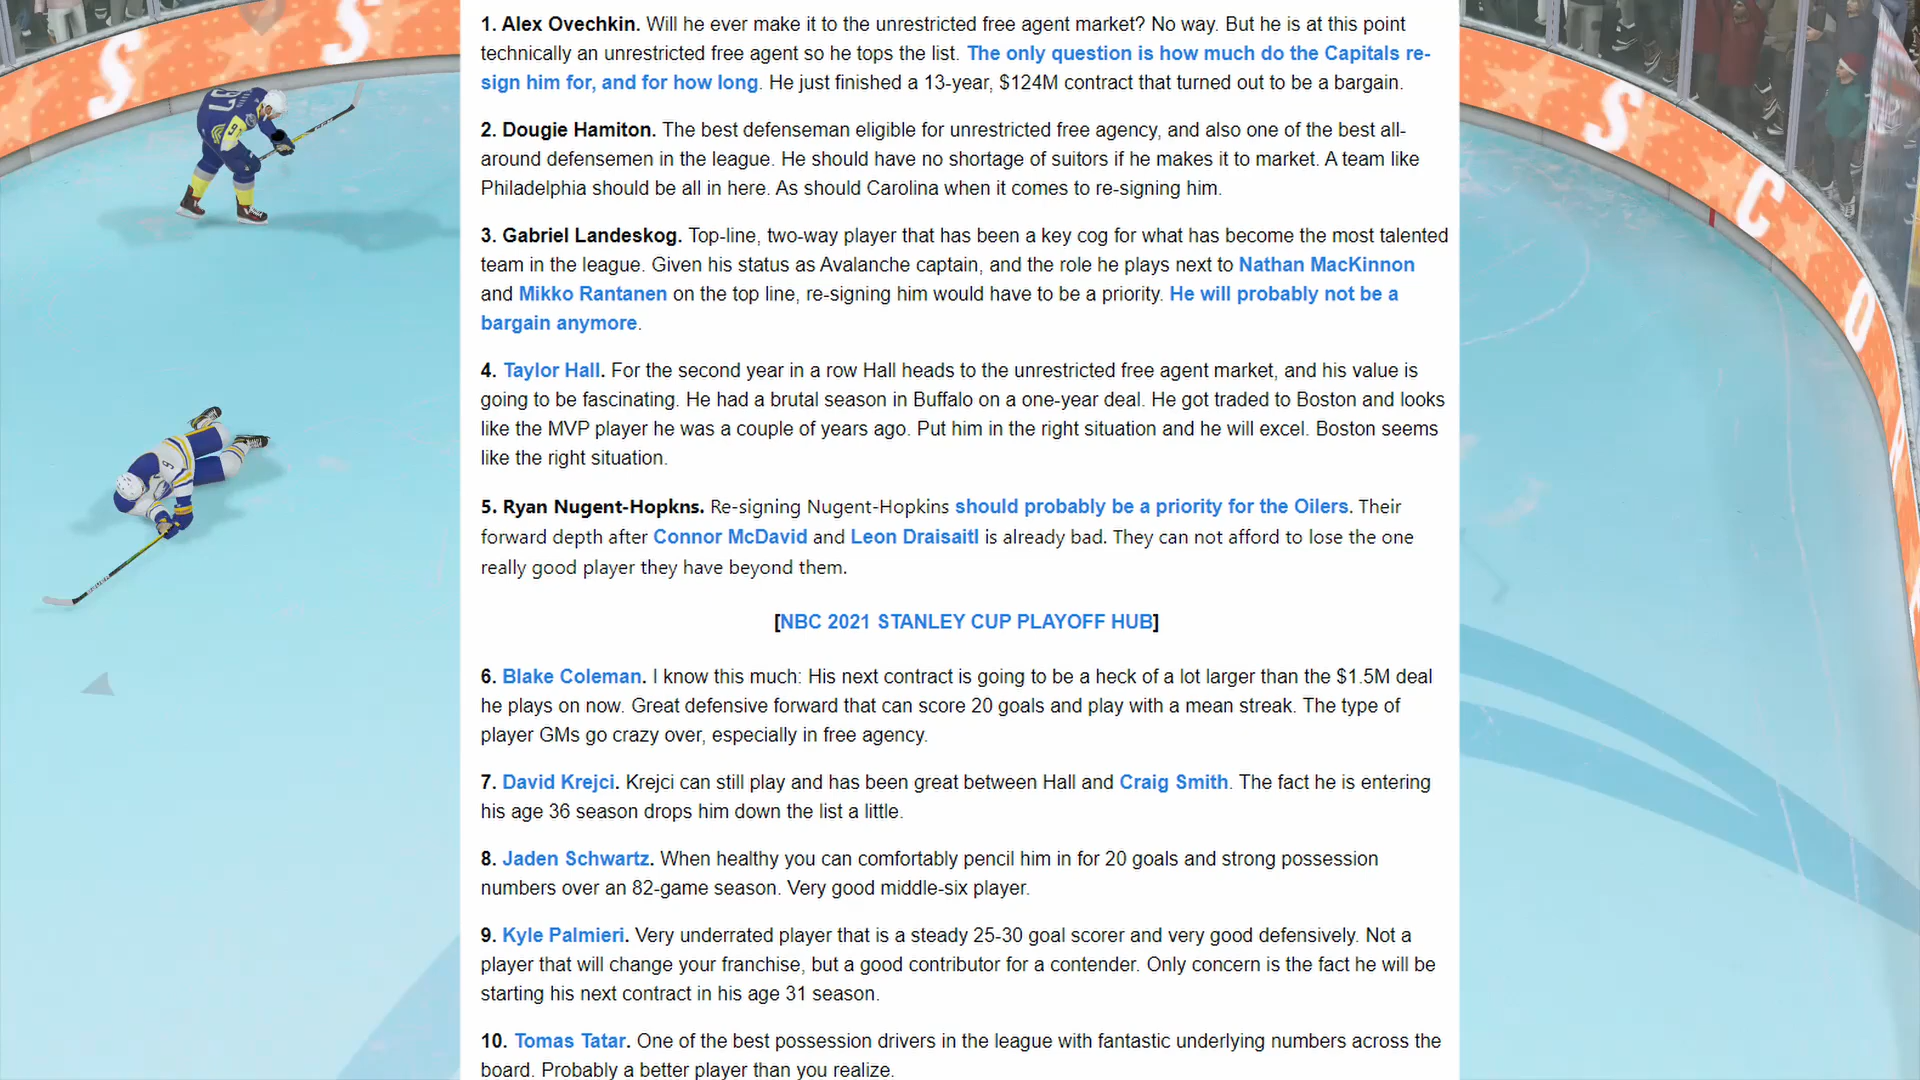 1. Alex Ovechkin. Will he ever make it to the unrestricted free agent market? No way. But he is at this point
technically an unrestricted free agent so he tops the list. The only question is how much do the Capitals re-
sign him for, and for how long. He just finished a 13-year, $124M contract that turned out to be a bargain.
2. Dougie Hamiton. The best defenseman eligible for unrestricted free agency, and also one of the best all-
around defensemen in the league. He should have no shortage of suitors if he makes it to market. A team like
Philadelphia should be all in here. As should Carolina when it comes to re-signing him.
3. Gabriel Landeskog. Top-line, two-way player that has been a key cog for what has become the most talented
team in the league. Given his status as Avalanche captain, and the role he plays next to Nathan MacKinnon
and Mikko Rantanen on the top line, re-signing him would have to be a priority. He will probably not be a
bargain anymore.
4. Taylor Hall. For the second year in a row Hall heads to the unrestricted free agent market, and his value is
going to be fascinating. He had a brutal season in Buffalo on a one-year deal. He got traded to Boston and looks
like the MVP player he was a couple of years ago. Put him in the right situation and he will excel. Boston seems
like the right situation.
5. Ryan Nugent-Hopkns. Re-signing Nugent-Hopkins should probably be a priority for the Oilers. Their
forward depth after Connor McDavid and Leon Draisaitl is already bad. They can not afford to lose the one
really good player they have beyond them.
[NBC 2021 STANLEY CUP PLAYOFF HUB]
6. Blake Coleman. I know this much: His next contract is going to be a heck of a lot larger than the $1.5M deal
he plays on now. Great defensive forward that can score 20 goals and play with a mean streak. The type of
player GMs go crazy over, especially in free agency.
7. David Krejci. Krejci can still play and has been great between Hall and Craig Smith. The fact he is entering
his age 36 season drops him down the list a little.
8. Jaden Schwartz. When healthy you can comfortably pencil him in for 20 goals and strong possession
numbers over an 82-game season. Very good middle-six player.
9. Kyle Palmieri. Very underrated player that is a steady 25-30 goal scorer and very good defensively. Not a
player that will change your franchise, but a good contributor for a contender. Only concern is the fact he will be
starting his next contract in his age 31 season.
10. Tomas Tatar. One of the best possession drivers in the league with fantastic underlying numbers across the
board. Probably a better player than you realize.